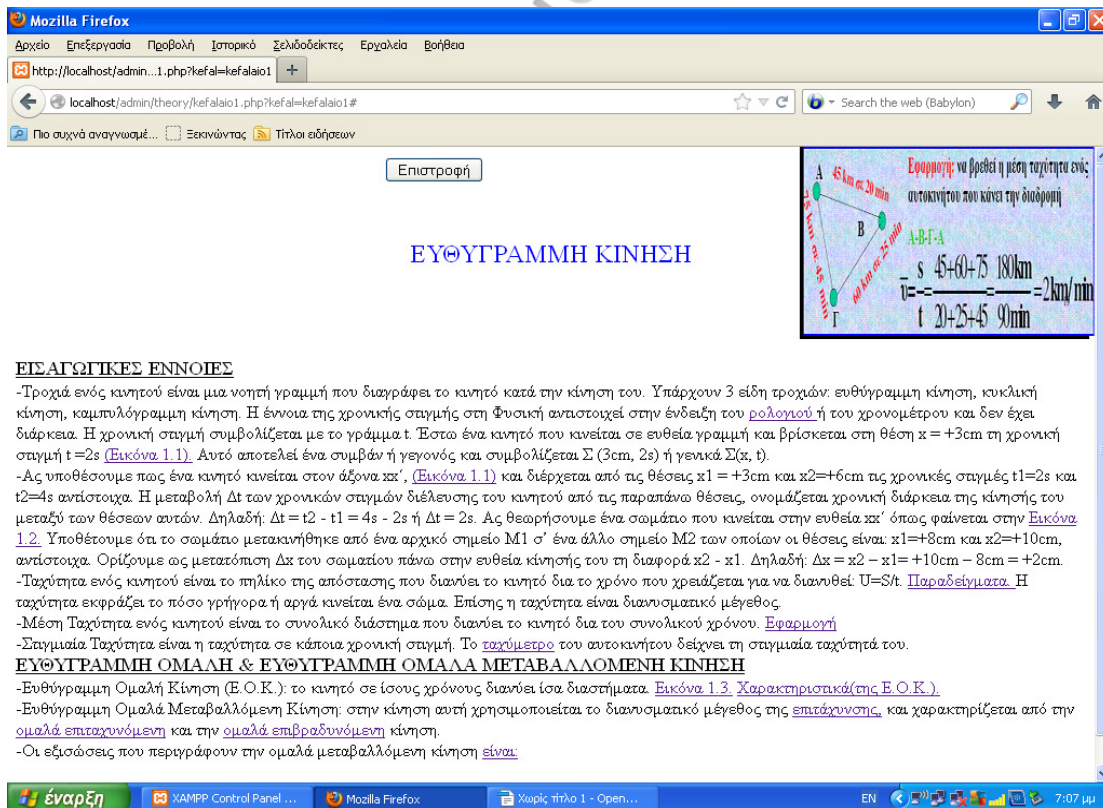 Mozilla Firefox
Αρχείο Επεξεργασία Προβολή Ιστορικό Σελιδοδείκτες Εργαλεία Βοήθεια
http://localhost/admin...1.php?kefal=kefalaio1 +
localhost/admin/theory/kefalaio1.php?kefal=kefalaio1#
Search the web (Babylon)
Πιο συχνά αναγνωσμέ... Ξεκινώντας Τίτλοι ειδήσεων
Επιστροφή
ΕΥΘΥΓΡΑΜΜΗ ΚΙΝΗΣΗ
Εφαρμογή: να βρεθεί η μέση ταχύτητα ενός
αυτοκινήτου που κάνει την διαδρομή
Α-Β-Γ-Α
Α
45 km σε 20 min
Β
75 km σε 45 min
60 km σε 25 min
Γ
υ=s/t=45+60+75/20+25+45=180km/90min=2km/min
ΕΙΣΑΓΩΓΙΚΕΣ ΕΝΝΟΙΕΣ
-Τροχιά ενός κινητού είναι μια νοητή γραμμή που διαγράφει το κινητό κατά την κίνηση του. Υπάρχουν 3 είδη τροχιών: ευθύγραμμη κίνηση, κυκλική
κίνηση, καμπυλόγραμμη κίνηση. Η έννοια της χρονικής στιγμής στη Φυσική αντιστοιχεί στην ένδειξη του ρολογιού ή του χρονομέτρου και δεν έχει
διάρκεια. Η χρονική στιγμή συμβολίζεται με το γράμμα t. Έστω ένα κινητό που κινείται σε ευθεία γραμμή και βρίσκεται στη θέση x = +3cm τη χρονική
στιγμή t =2s (Εικόνα 1.1). Αυτό αποτελεί ένα συμβάν ή γεγονός και συμβολίζεται Σ (3cm, 2s) ή γενικά Σ(x, t).
-Ας υποθέσουμε πως ένα κινητό κινείται στον άξονα xx΄, (Εικόνα 1.1) και διέρχεται από τις θέσεις x1 = +3cm και x2=+6cm τις χρονικές στιγμές t1=2s και
t2=4s αντίστοιχα. Η μεταβολή Δt των χρονικών στιγμών διέλευσης του κινητού από τις παραπάνω θέσεις, ονομάζεται χρονική διάρκεια της κίνησής του
μεταξύ των θέσεων αυτών. Δηλαδή: Δt = t2 - t1 = 4s - 2s ή Δt = 2s. Ας θεωρήσουμε ένα σωμάτιο που κινείται στην ευθεία xx΄ όπως φαίνεται στην Εικόνα
1.2. Υποθέτουμε ότι το σωμάτιο μετακινήθηκε από ένα αρχικό σημείο Μ1 σ΄ ένα άλλο σημείο Μ2 των οποίων οι θέσεις είναι: x1=+8cm και x2=+10cm,
αντίστοιχα. Ορίζουμε ως μετατόπιση Δx του σωματίου πάνω στην ευθεία κίνησής του τη διαφορά x2 - x1. Δηλαδή: Δx = x2 – x1= +10cm – 8cm = +2cm.
-Ταχύτητα ενός κινητού είναι το πηλίκο της απόστασης που διανύει το κινητό δια το χρόνο που χρειάζεται για να διανυθεί: U=S/t. Παραδείγματα. Η
ταχύτητα εκφράζει το πόσο γρήγορα ή αργά κινείται ένα σώμα. Επίσης η ταχύτητα είναι διανυσματικό μέγεθος.
-Μέση Ταχύτητα ενός κινητού είναι το συνολικό διάστημα που διανύει το κινητό δια του συνολικού χρόνου. Εφαρμογή
-Στιγμιαία Ταχύτητα είναι η ταχύτητα σε κάποια χρονική στιγμή. Το ταχύμετρο του αυτοκινήτου δείχνει τη στιγμιαία ταχύτητά του.
ΕΥΘΥΓΡΑΜΜΗ ΟΜΑΛΗ & ΕΥΘΥΓΡΑΜΜΗ ΟΜΑΛΑ ΜΕΤΑΒΑΛΛΟΜΕΝΗ ΚΙΝΗΣΗ
-Ευθύγραμμη Ομαλή Κίνηση (Ε.Ο.Κ.): το κινητό σε ίσους χρόνους διανύει ίσα διαστήματα. Εικόνα 1.3. Χαρακτηριστικά(της Ε.Ο.Κ.).
-Ευθύγραμμη Ομαλά Μεταβαλλόμενη Κίνηση: στην κίνηση αυτή χρησιμοποιείται το διανυσματικό μέγεθος της επιτάχυνσης, και χαρακτηρίζεται από την
ομαλά επιταχυνόμενη και την ομαλά επιβραδυνόμενη κίνηση.
-Οι εξισώσεις που περιγράφουν την ομαλά μεταβαλλόμενη κίνηση είναι:
έναρξη XAMPP Control Panel ... Mozilla Firefox Χωρίς τίτλο 1 - Open... EN 7:07 μμ